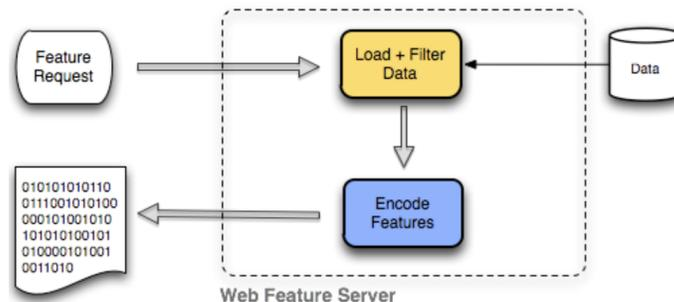 Feature
Request
Load + Filter
Data
Data
010101010110
0111001010100
000101001010
101010100101
010000101001
0011010
Encode
Features
Web Feature Server